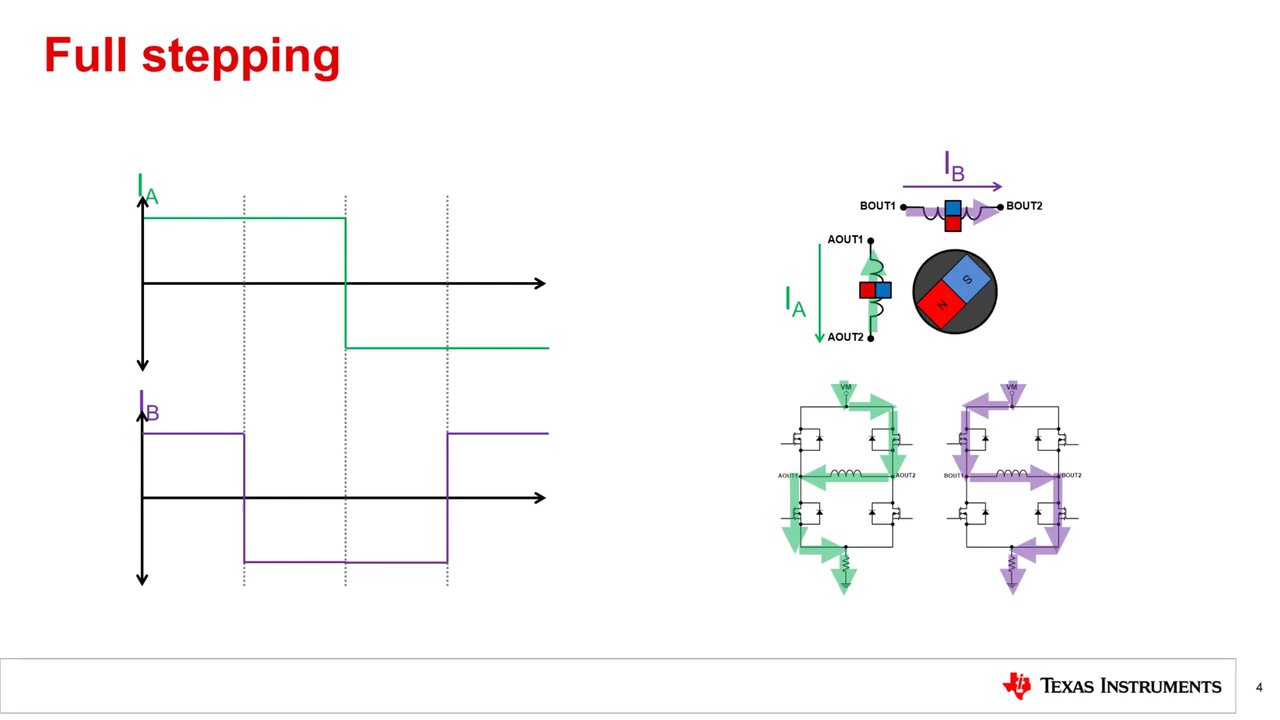 Full stepping
IA
IB
IB
BOUT1
BOUT2
AOUT1
IA
AOUT2
S
N
VM
VM
AOUT1
AOUT2
BOUT1
BOUT2
TEXAS INSTRUMENTS
4